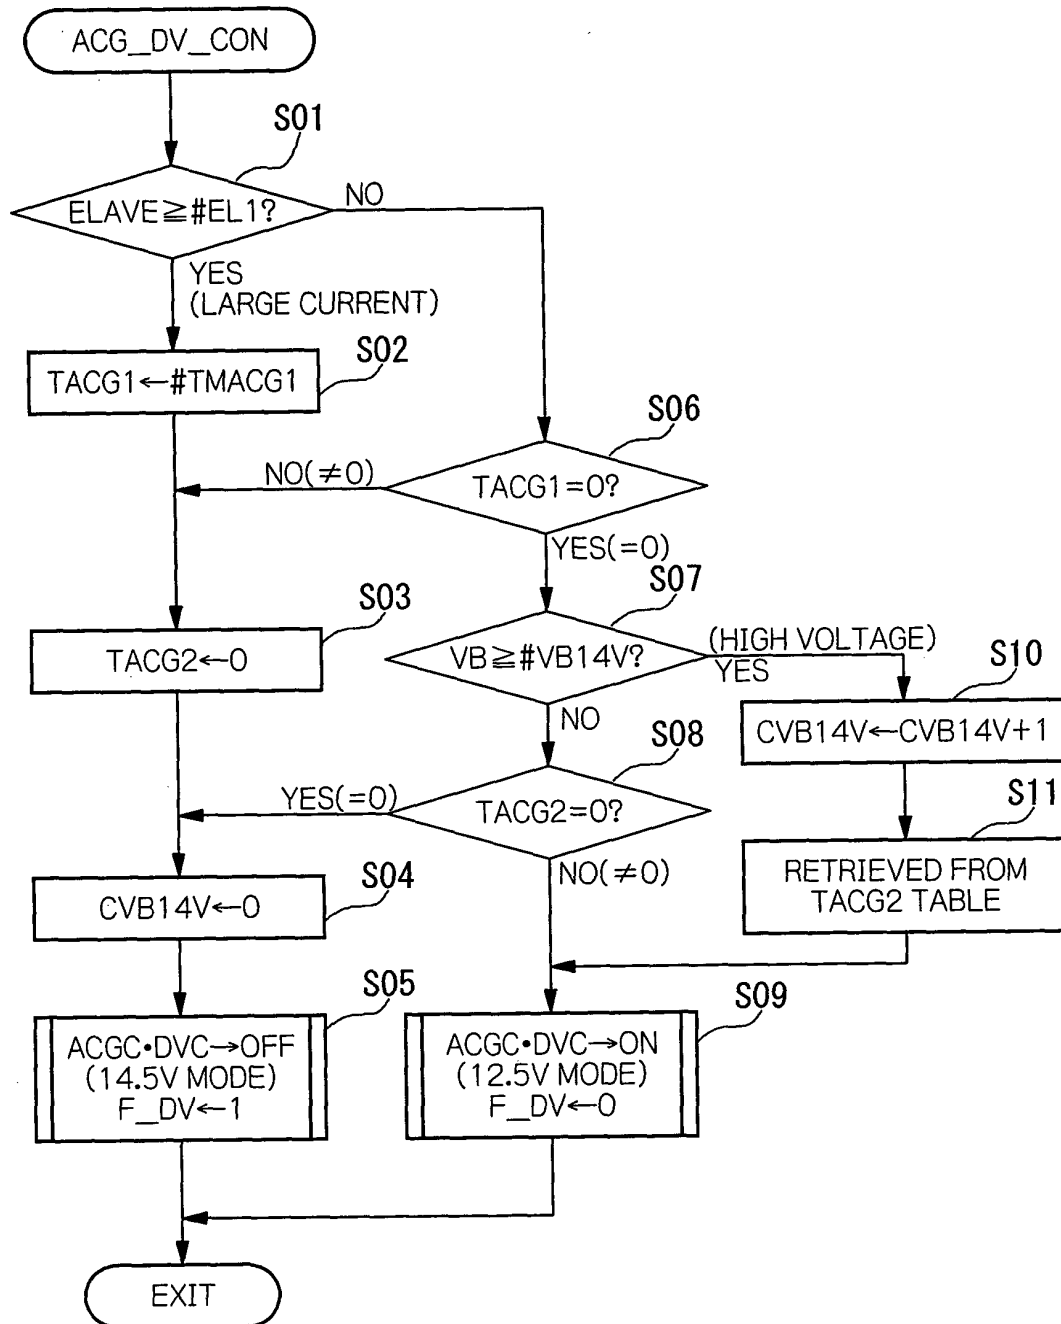 ACG_DV_CON
S01
ELAVE≧#EL1?
NO
YES
(LARGE CURRENT)
S02
TACG1←#TMACG1
S06
NO(≠0)
TACG1=0?
YES(=0)
S03
TACG2←0
S07
VB≧#VB14V?
(HIGH VOLTAGE)
YES
NO
S10
CVB14V←CVB14V+1
S08
YES(=0)
TACG2=0?
NO(≠0)
S11
RETRIEVED FROM
TACG2 TABLE
S04
CVB14V←0
S05
ACGC•DVC→OFF
(14.5V MODE)
F_DV←1
S09
ACGC•DVC→ON
(12.5V MODE)
F_DV←0
EXIT